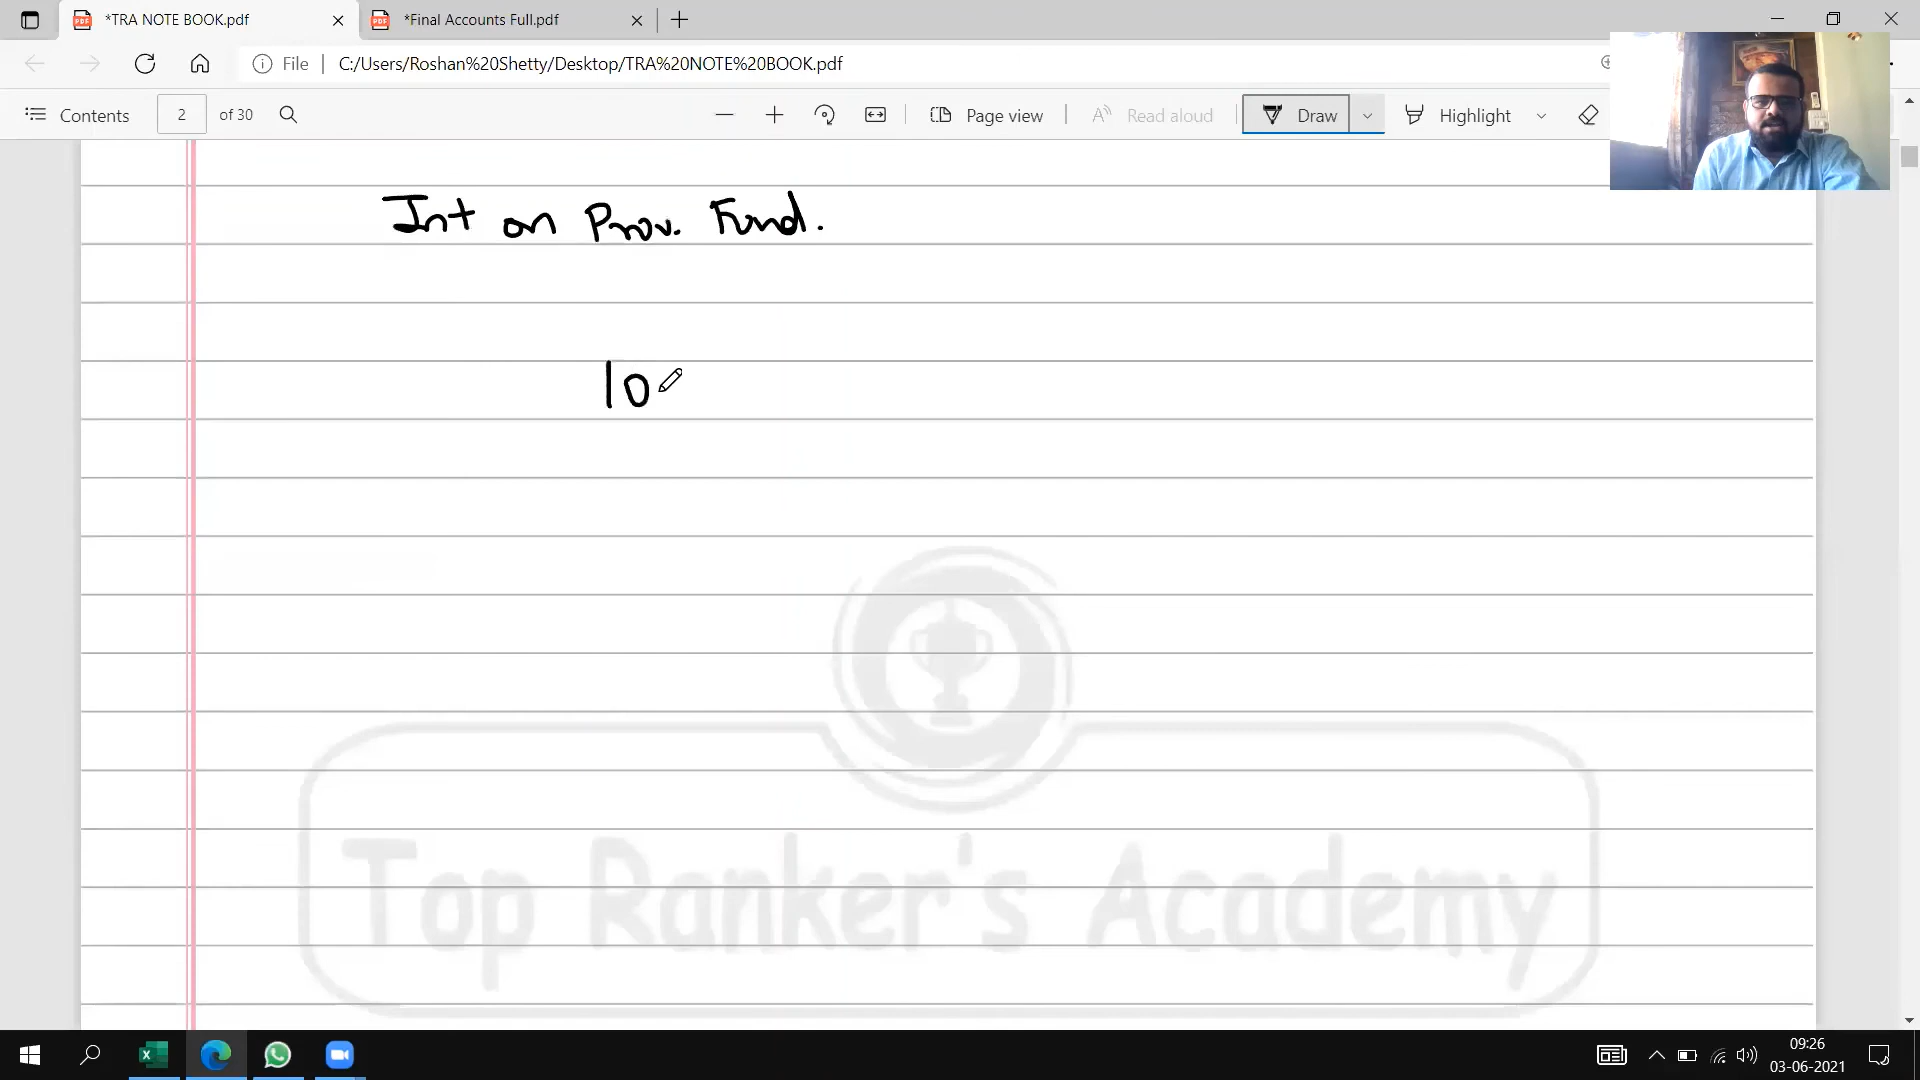 *TRA NOTE BOOK.pdf
*Final Accounts Full.pdf
File
C:/Users/Roshan%20Shetty/Desktop/TRA%20NOTE%20BOOK.pdf
Contents
2
of 30
Page view
Read aloud
Draw
Highlight
Int on Prov. Fund.
10
Top Ranker's Academy
09:26
03-06-2021